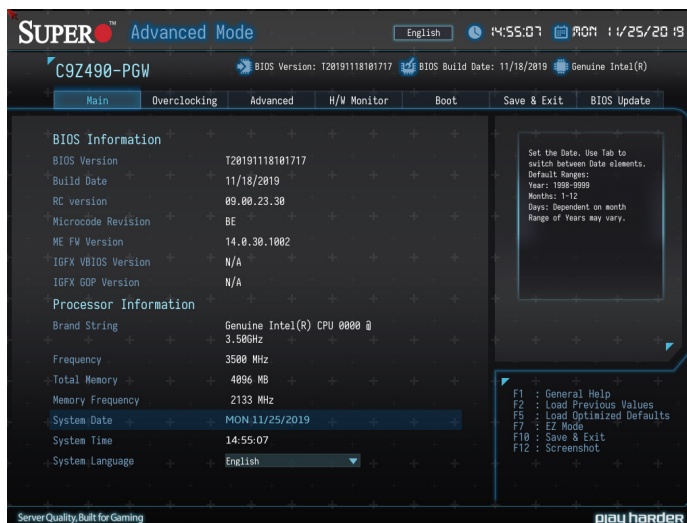 SUPER™ Advanced Mode English 14:55:07 MON 11/25/2019
C9Z490-PGW BIOS Version: T20191118101717 BIOS Build Date: 11/18/2019 Genuine Intel(R)
Main Overclocking Advanced H/W Monitor Boot Save & Exit BIOS Update
BIOS Information
BIOS Version T20191118101717
Build Date 11/18/2019
RC version 09.00.23.30
Microcode Revision BE
ME FW Version 14.0.30.1002
IGFX VBIOS Version N/A
IGFX GOP Version N/A
Processor Information
Brand String Genuine Intel(R) CPU 0000 @
3.50GHz
Frequency 3500 MHz
Total Memory 4096 MB
Memory Frequency 2133 MHz
System Date MON 11/25/2019
System Time 14:55:07
System Language English
Set the Date. Use Tab to
switch between Date elements.
Default Ranges:
Year: 1998-9999
Months: 1-12
Days: Dependent on month
Range of Years may vary.
F1 : General Help
F2 : Load Previous Values
F5 : Load Optimized Defaults
F7 : EZ Mode
F10 : Save & Exit
F12 : Screenshot
Server Quality, Built for Gaming play harder